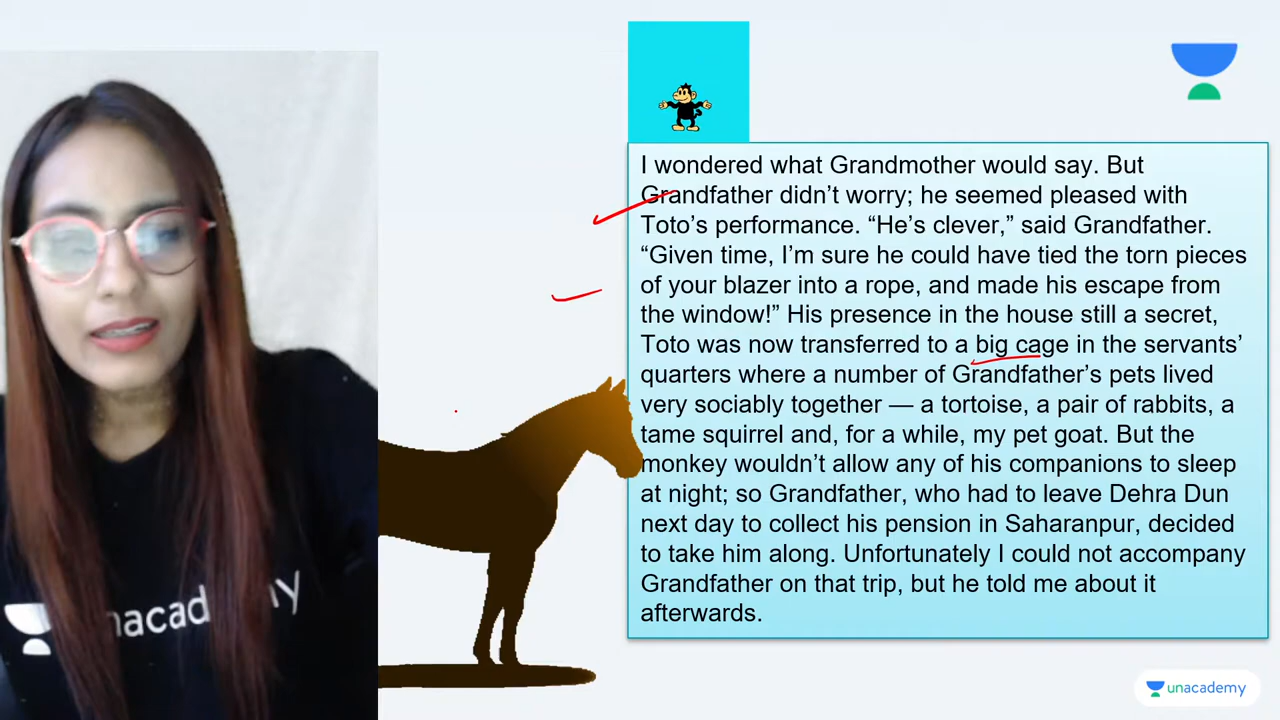 I wondered what Grandmother would say. But
Grandfather didn’t worry; he seemed pleased with
Toto’s performance. “He’s clever,” said Grandfather.
“Given time, I’m sure he could have tied the torn pieces
of your blazer into a rope, and made his escape from
the window!” His presence in the house still a secret,
Toto was now transferred to a big cage in the servants’
quarters where a number of Grandfather’s pets lived
very sociably together — a tortoise, a pair of rabbits, a
tame squirrel and, for a while, my pet goat. But the
monkey wouldn’t allow any of his companions to sleep
at night; so Grandfather, who had to leave Dehra Dun
next day to collect his pension in Saharanpur, decided
to take him along. Unfortunately I could not accompany
Grandfather on that trip, but he told me about it
afterwards.
unacademy
unacademy